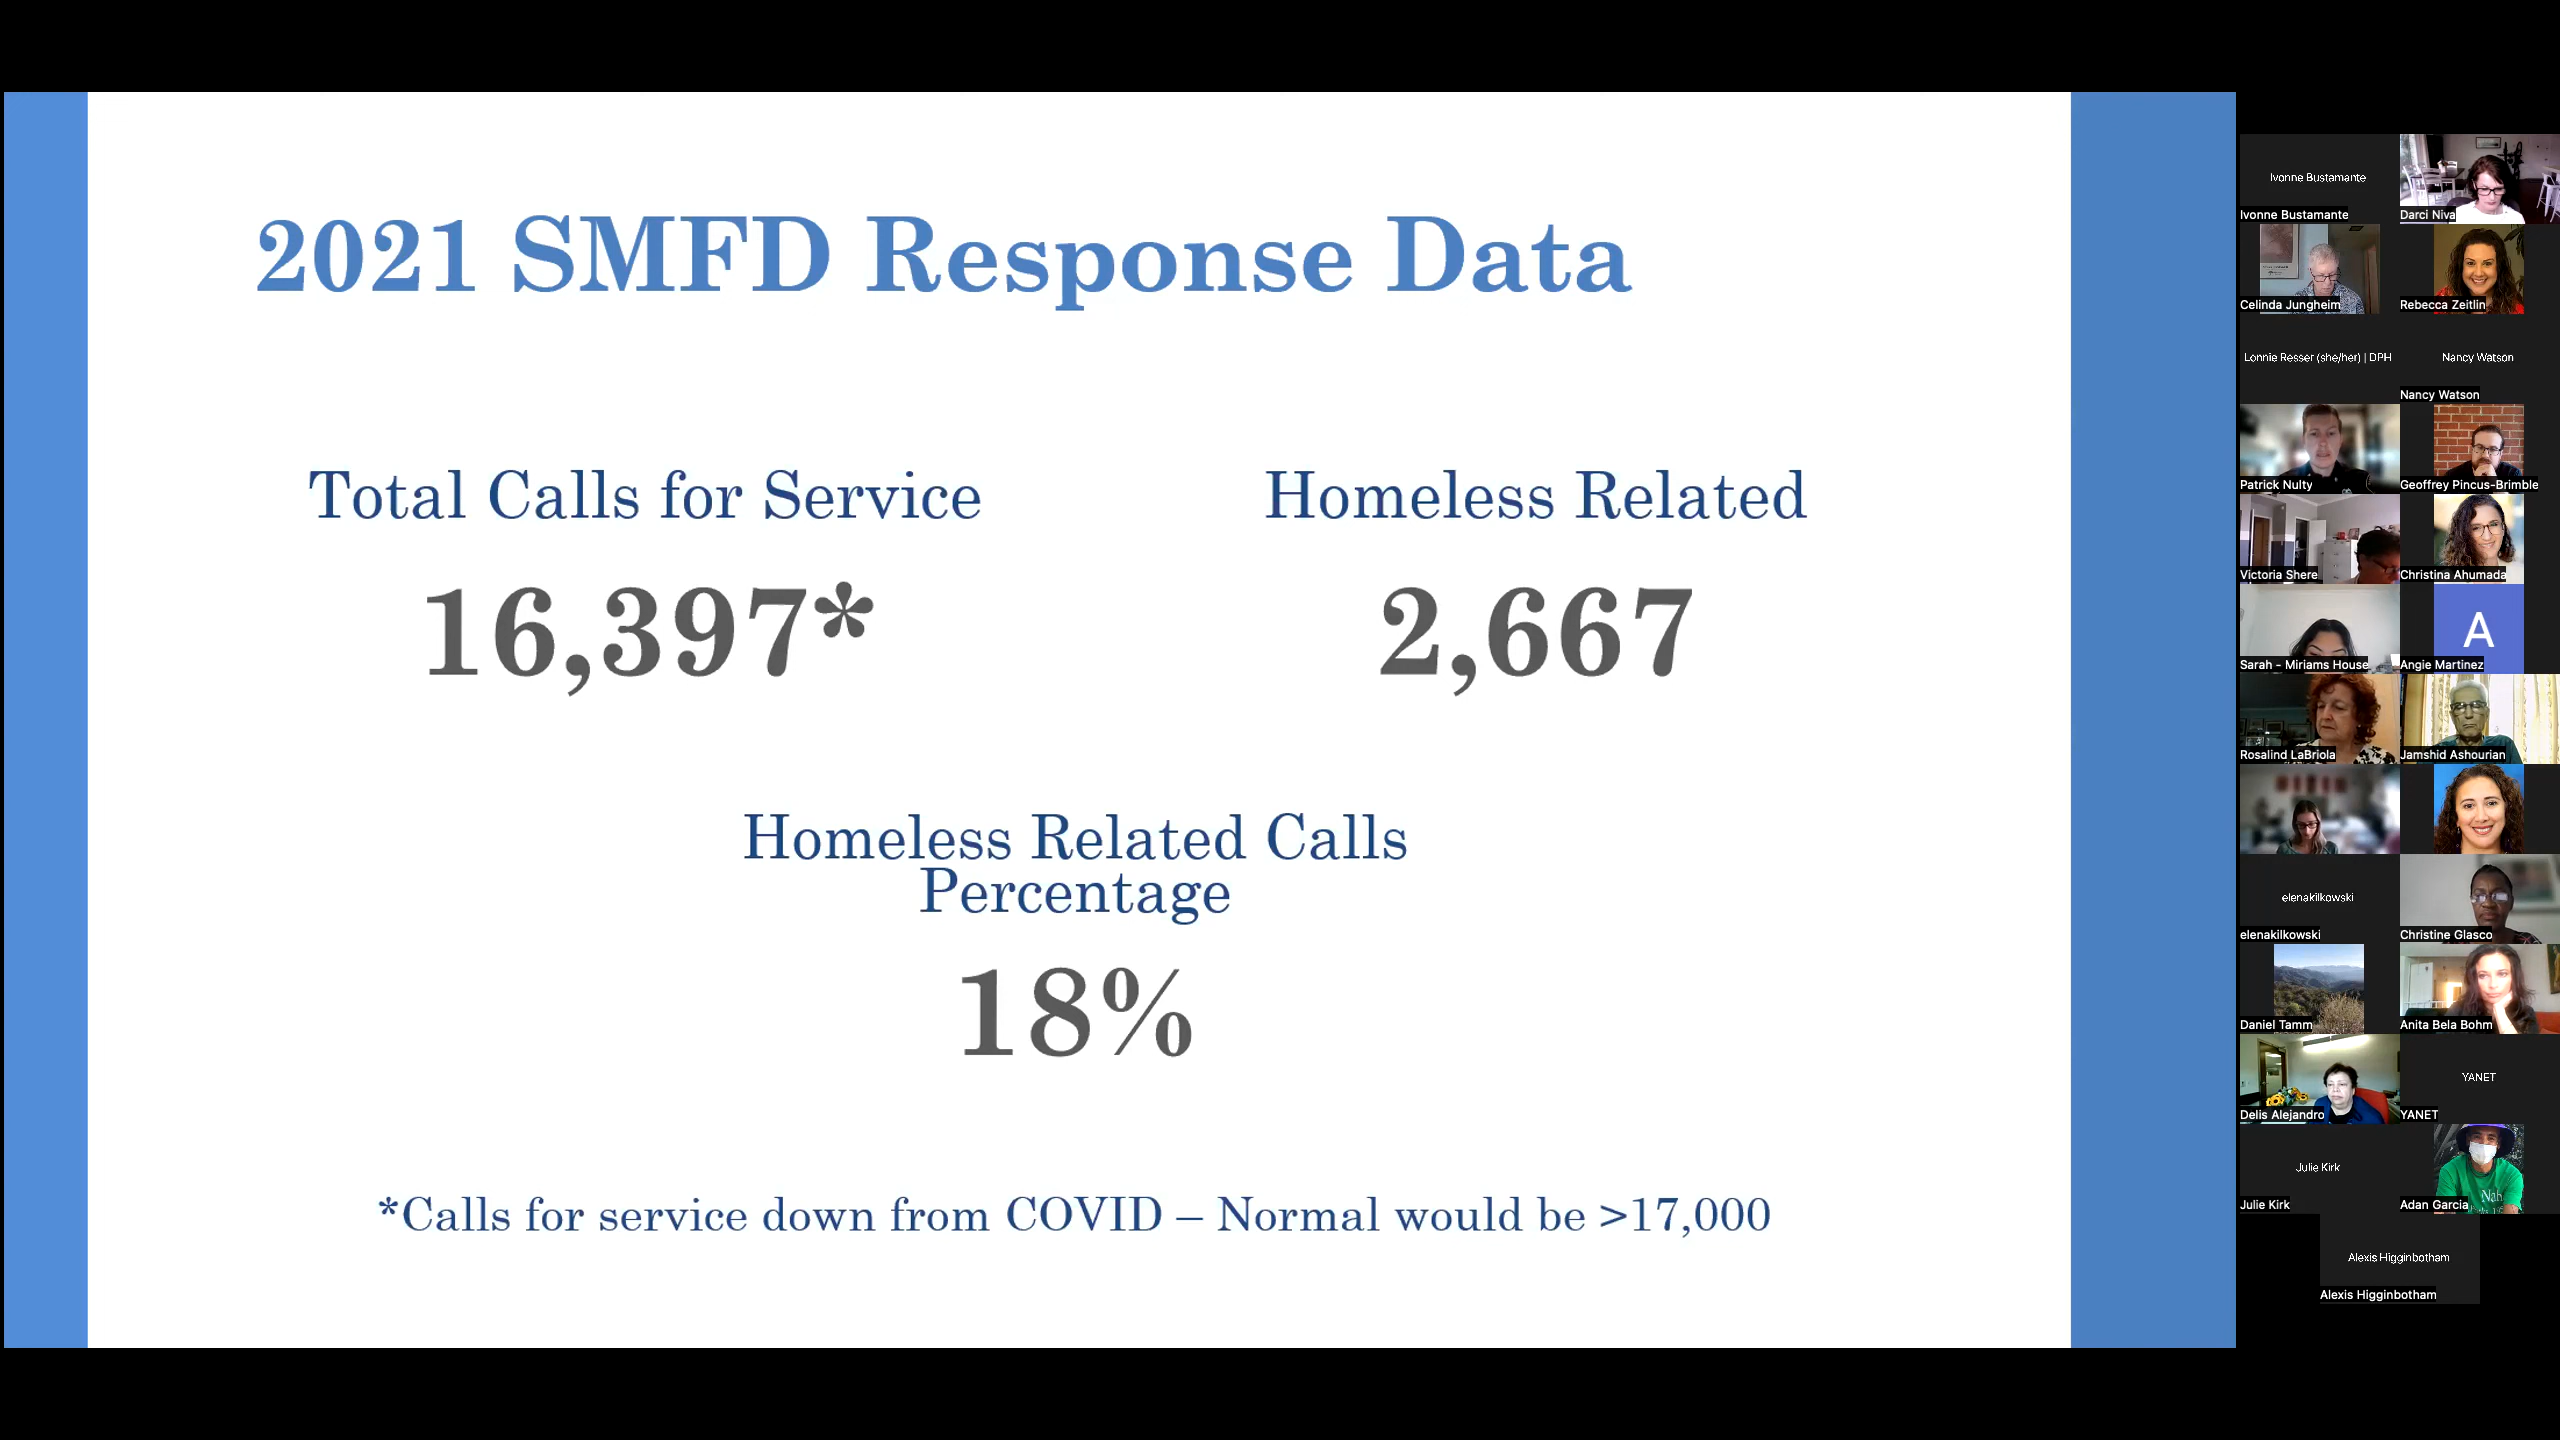 2021 SMFD Response Data
Total Calls for Service
16,397*
Homeless Related
2,667
Homeless Related Calls
Percentage
18%
*Calls for service down from COVID – Normal would be >17,000
Ivonne Bustamante
Ivonne Bustamante
Darci Niva
Celinda Jungheim
Rebecca Zeitlin
Lonnie Resser (she/her) | DPH
Nancy Watson
Nancy Watson
Patrick Nulty
Geoffrey Pincus-Brimble
Victoria Shere
Christina Ahumada
Sarah - Miriams House
A
Angie Martinez
Rosalind LaBriola
Jamshid Ashourian
elenakilkowski
elenakilkowski
Christine Glasco
Daniel Tamm
Anita Bela Bohm
Delis Alejandro
YANET
YANET
Julie Kirk
Julie Kirk
Adan Garcia
Alexis Higginbotham
Alexis Higginbotham